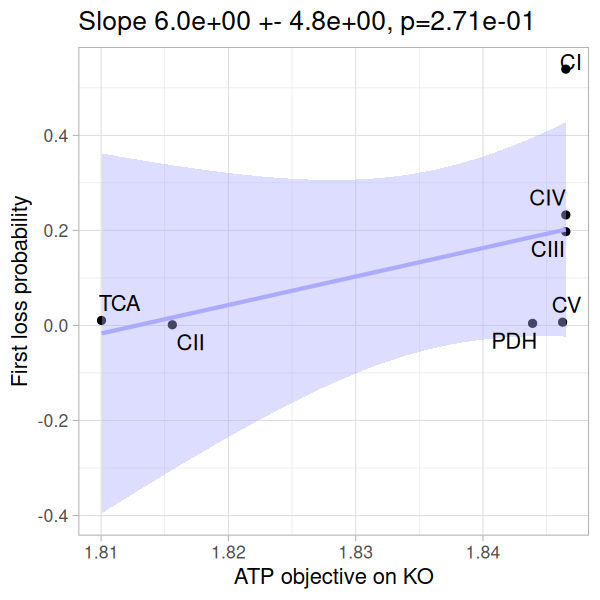 Slope 6.0e+00 +- 4.8e+00, p=2.71e-01
CI
0.4
CIV
0.2
CIII
TCA
CV
0.0
CII
PDH
-0.2
-0.4
First loss probability
1.81 1.82 1.83 1.84
ATP objective on KO